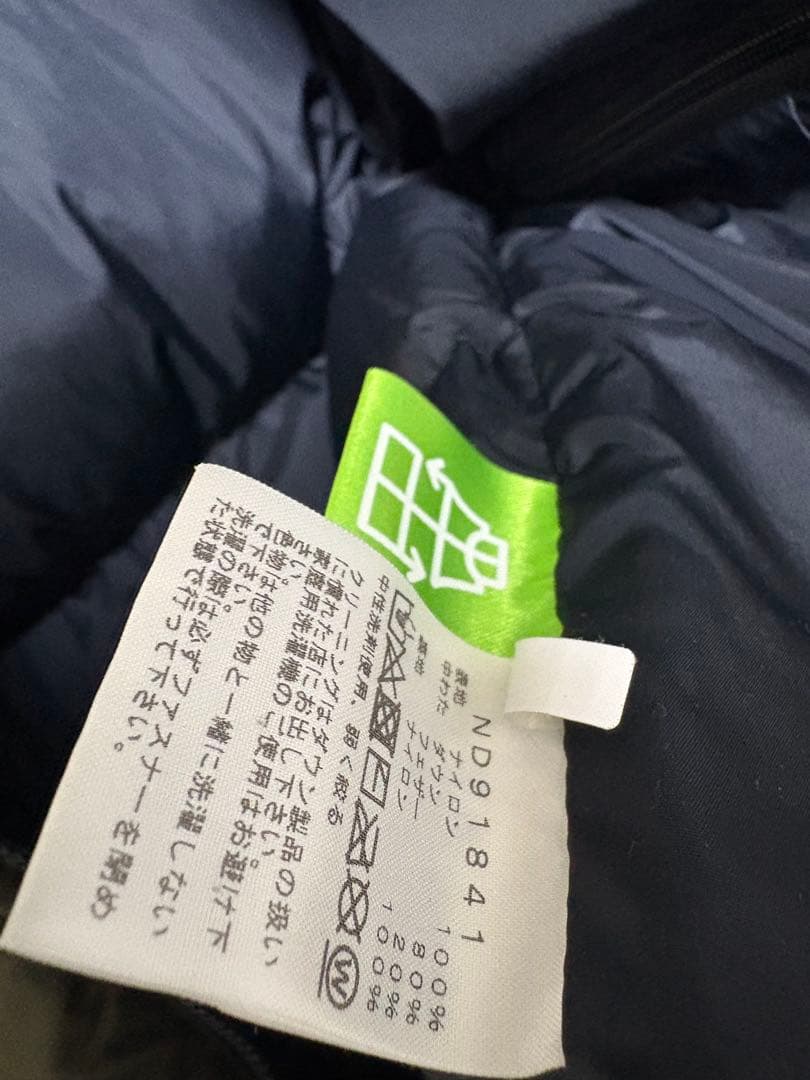 ND91841
表地 ナイロン 100%
中わた ダウン 80%
フェザー 20%
裏地 ナイロン 100%
W
中性洗剤使用、弱く絞る
クリーニングはダウン製品の扱い
に慣れた店にお出し下さい。
家庭用洗濯機のご使用はお避け下
さい。
色物は他の物と一緒に洗濯しない
で下さい。
洗濯の際は必ずファスナーを閉め
た状態で行って下さい。